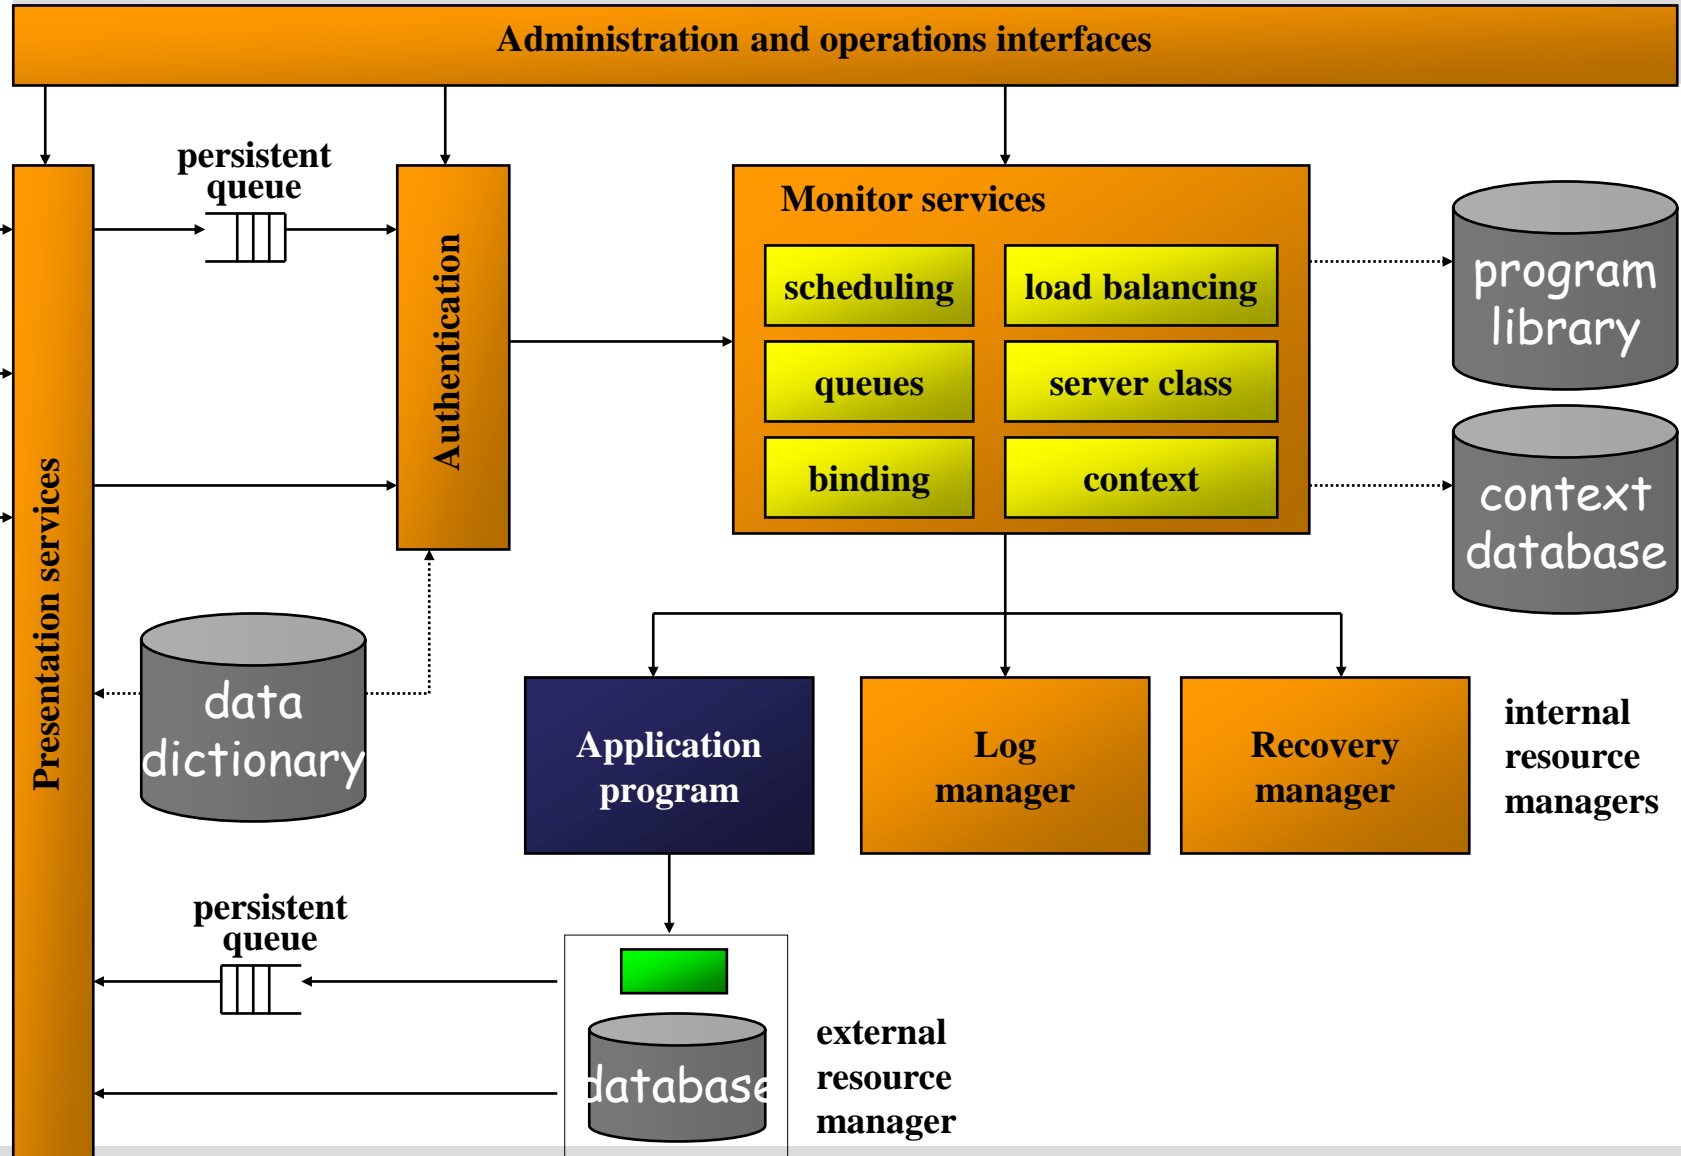 Administration and operations interfaces
persistent
queue
Presentation services
Authentication
Monitor services
scheduling
load balancing
queues
server class
binding
context
program
library
context
database
data
dictionary
Application
program
Log
manager
Recovery
manager
internal
resource
managers
persistent
queue
database
external
resource
manager